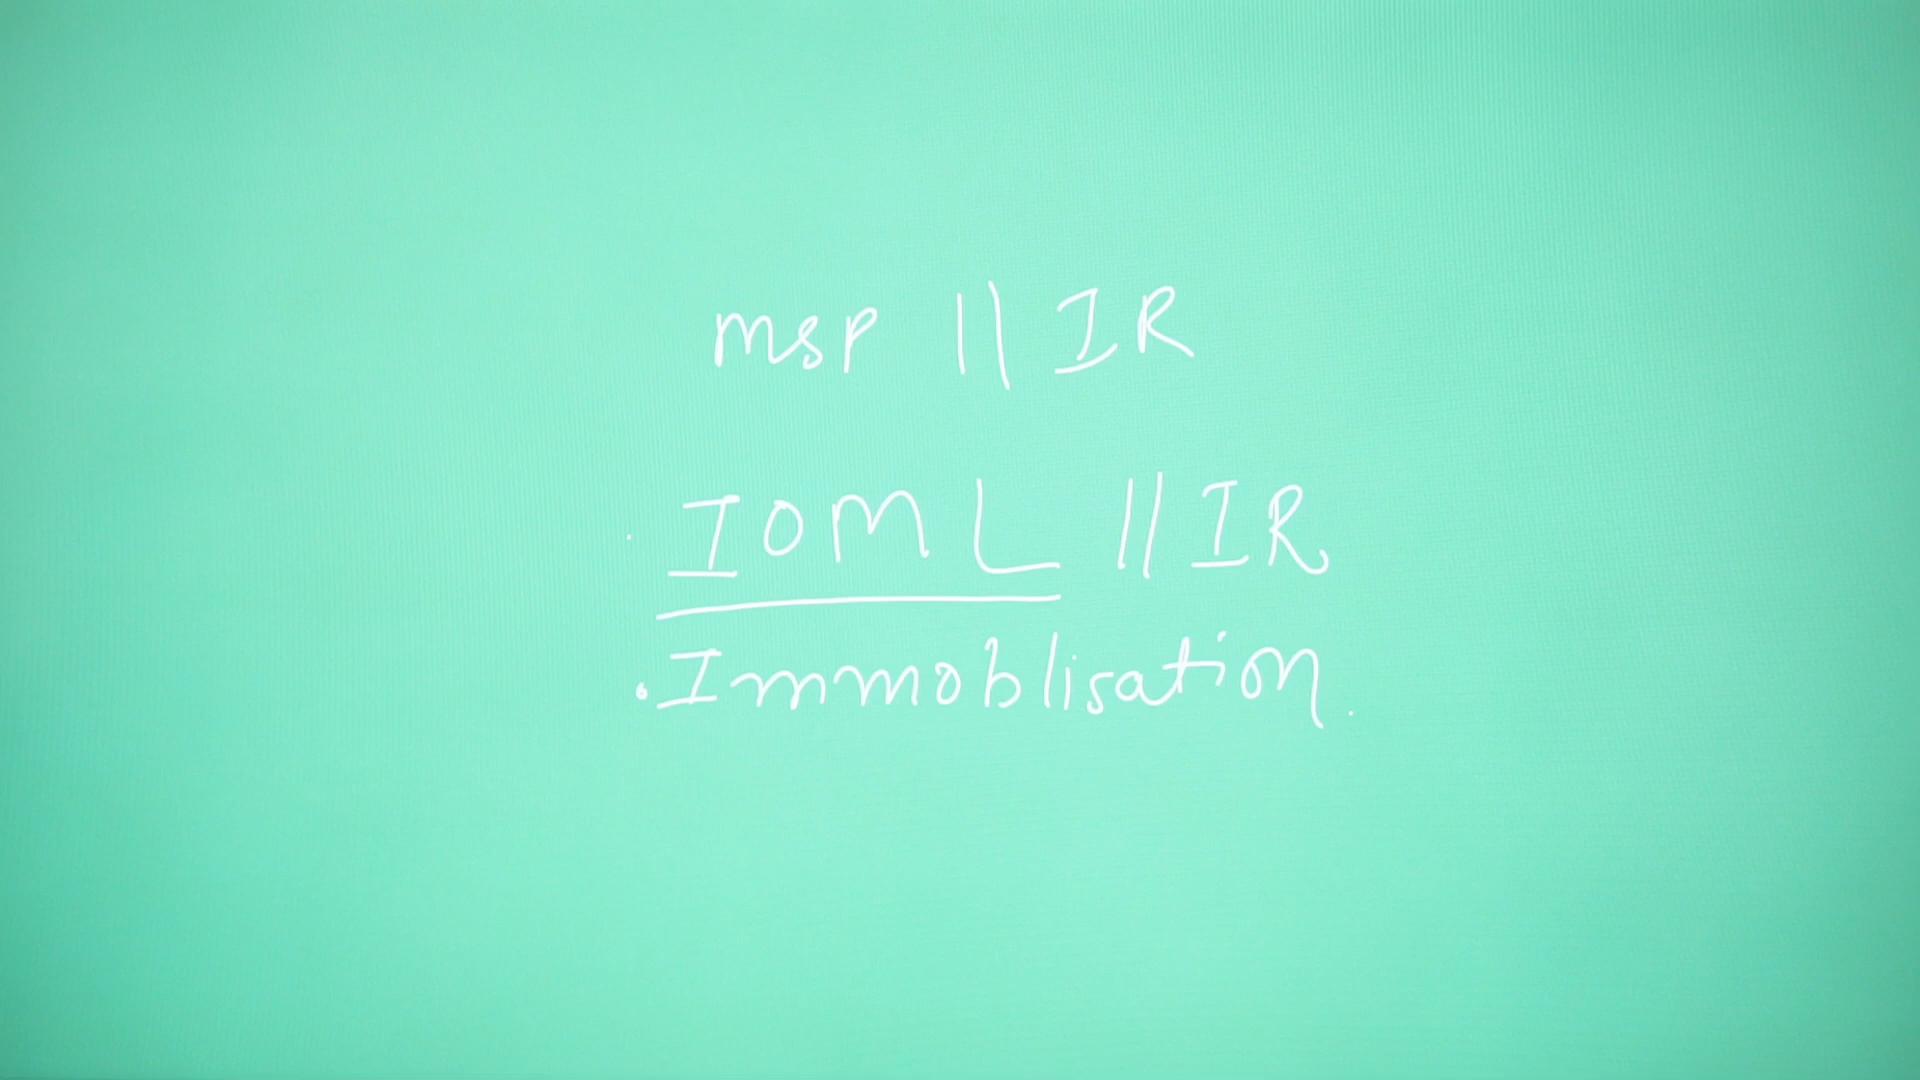 msp || IR
. IOML || IR
. Immoblisation.